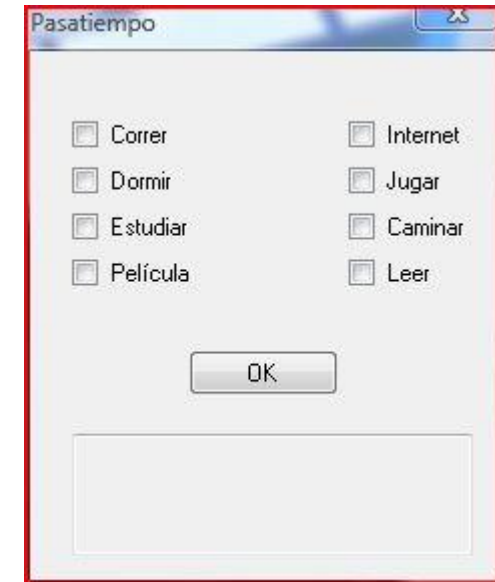 Pasatiempo
Correr
Internet
Dormir
Jugar
Estudiar
Caminar
Película
Leer
OK